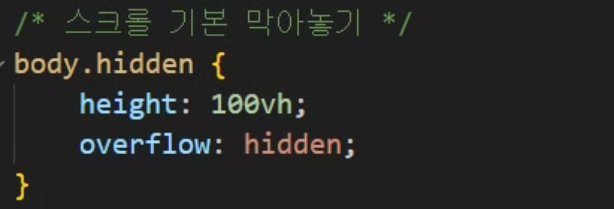 /* 스크롤 기본 막아놓기 */
body.hidden {
    height: 100vh;
    overflow: hidden;
}